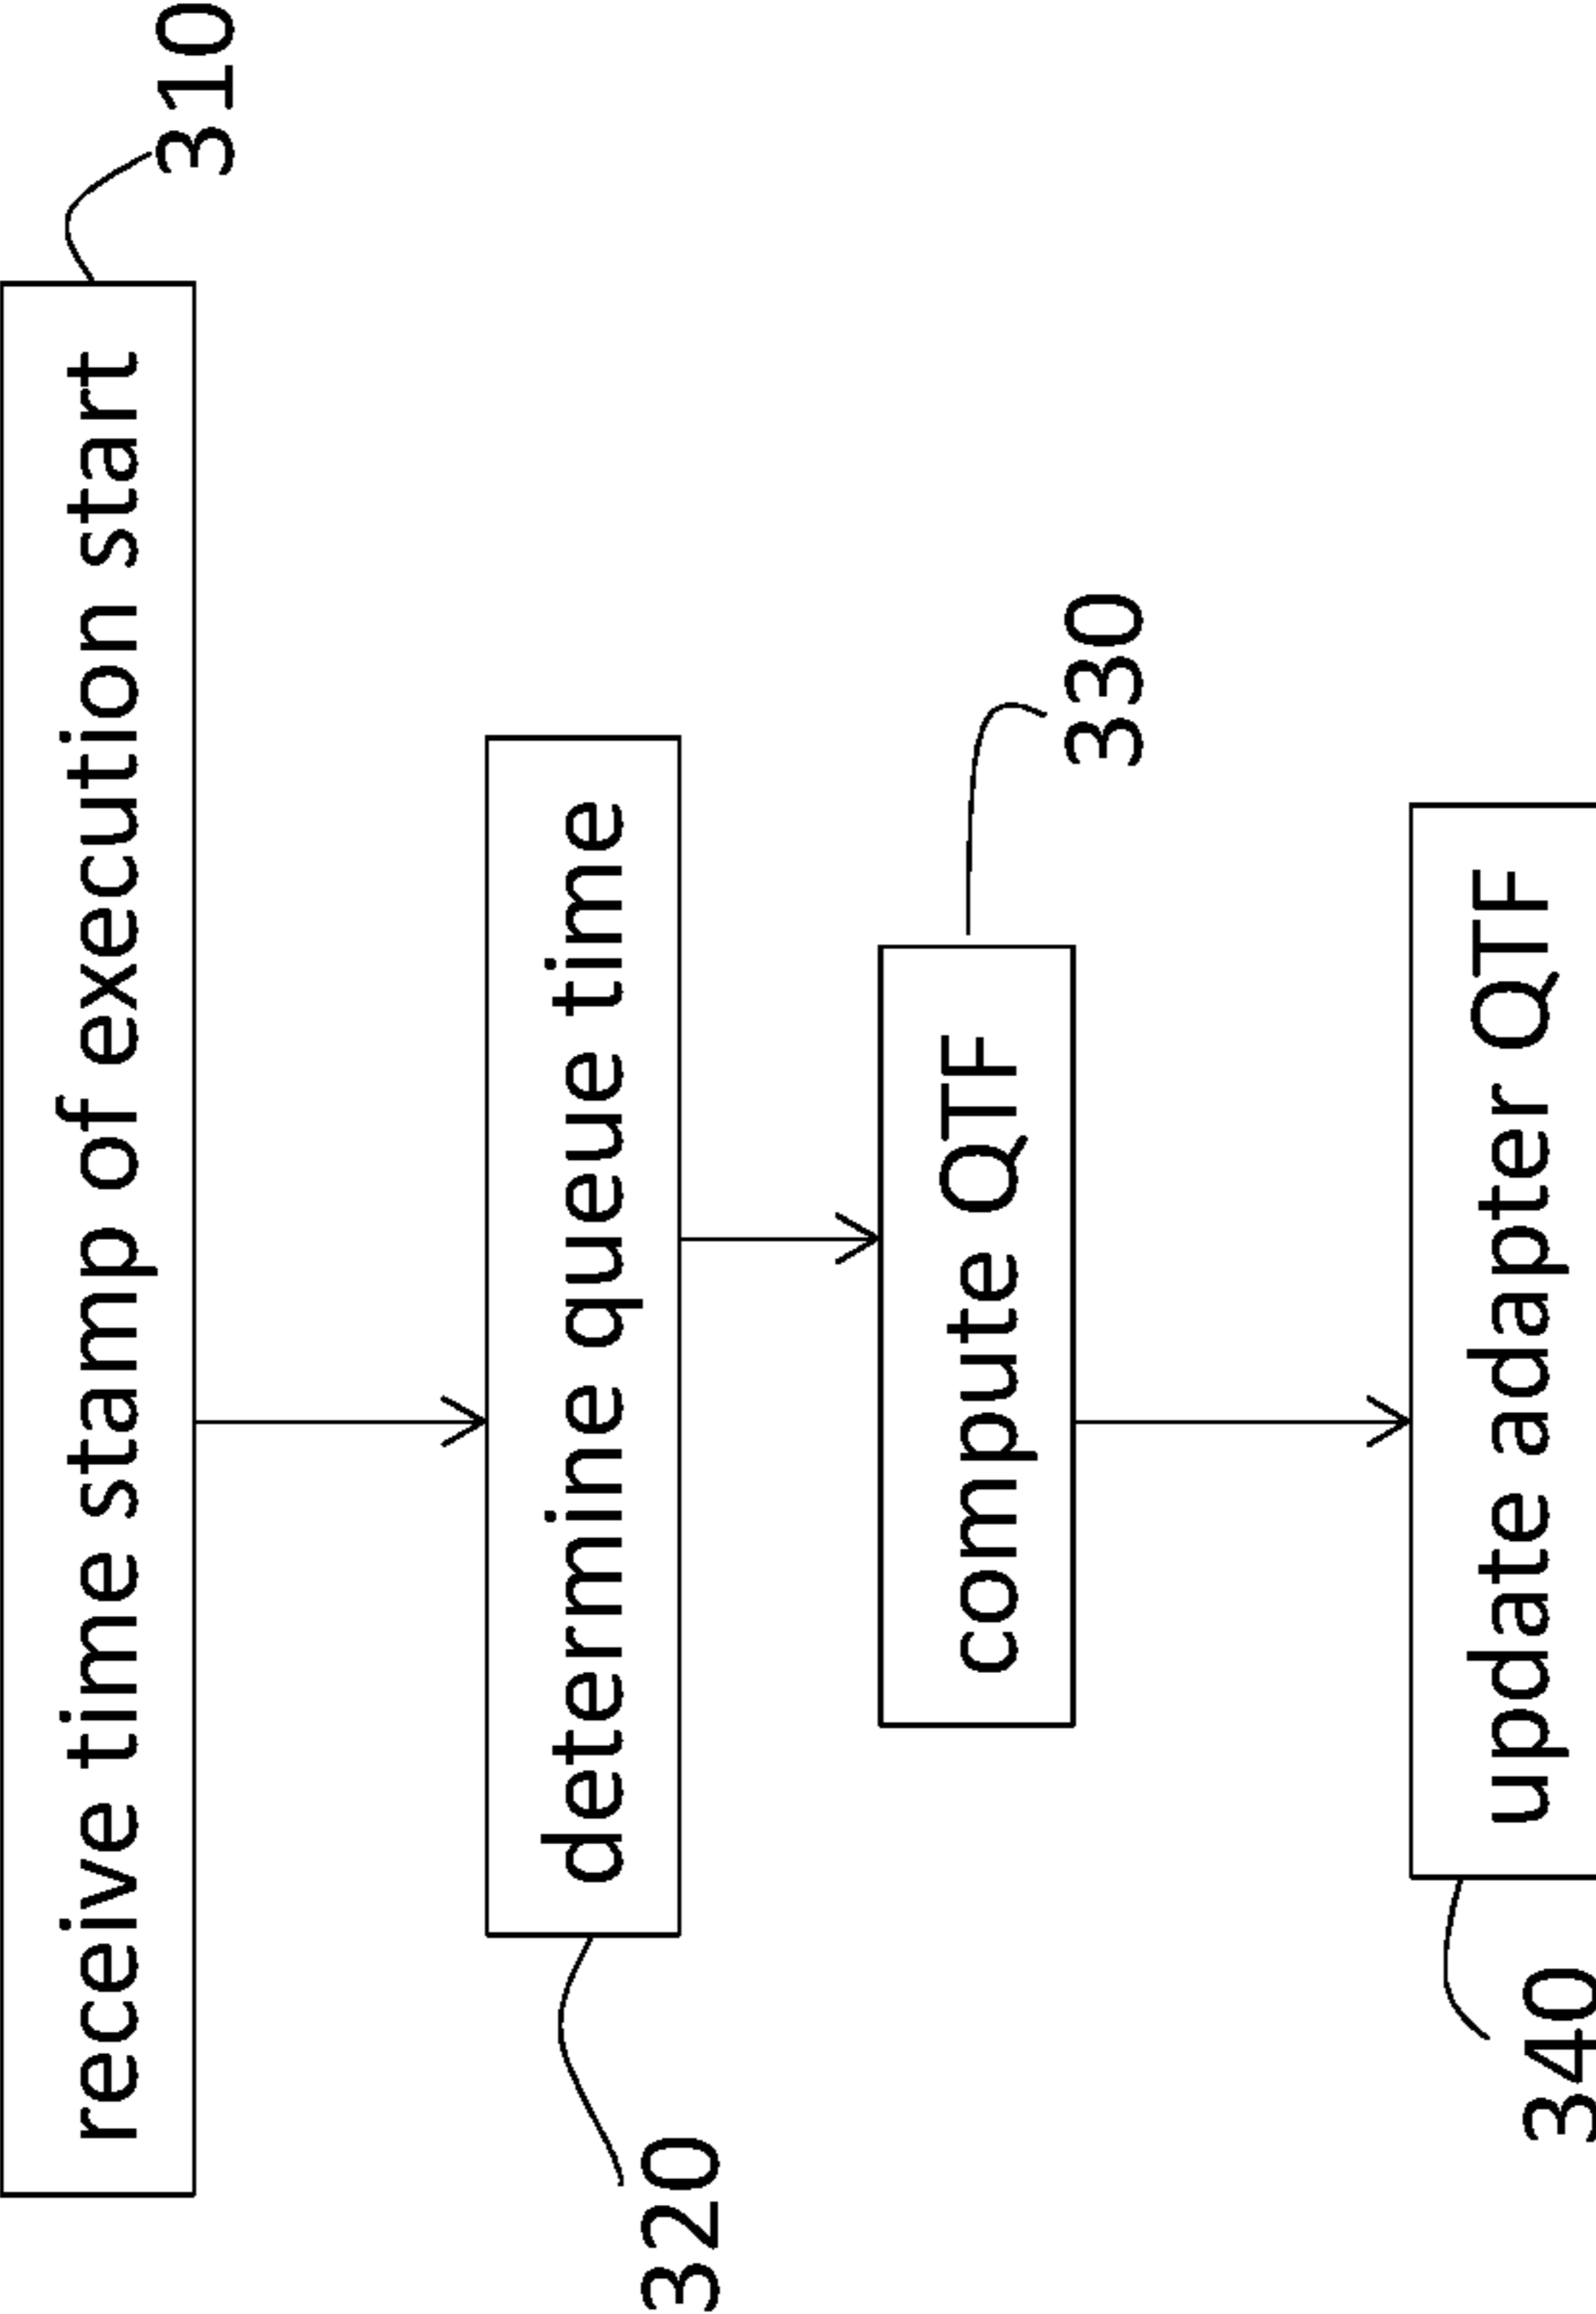 receive time stamp of execution start
310
determine queue time
320
compute QTF
330
update adapter QTF
340